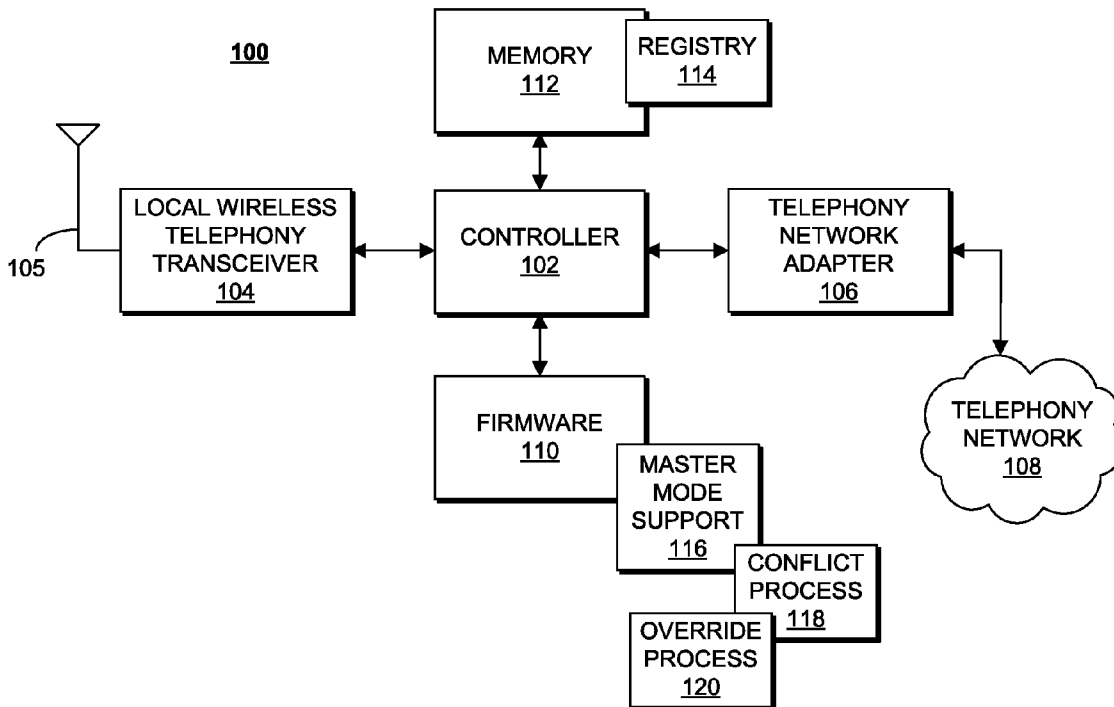 100
MEMORY
112
REGISTRY
114
LOCAL WIRELESS
TELEPHONY
TRANSCEIVER
104
105
CONTROLLER
102
TELEPHONY
NETWORK
ADAPTER
106
FIRMWARE
110
TELEPHONY
NETWORK
108
MASTER
MODE
SUPPORT
116
CONFLICT
PROCESS
118
OVERRIDE
PROCESS
120